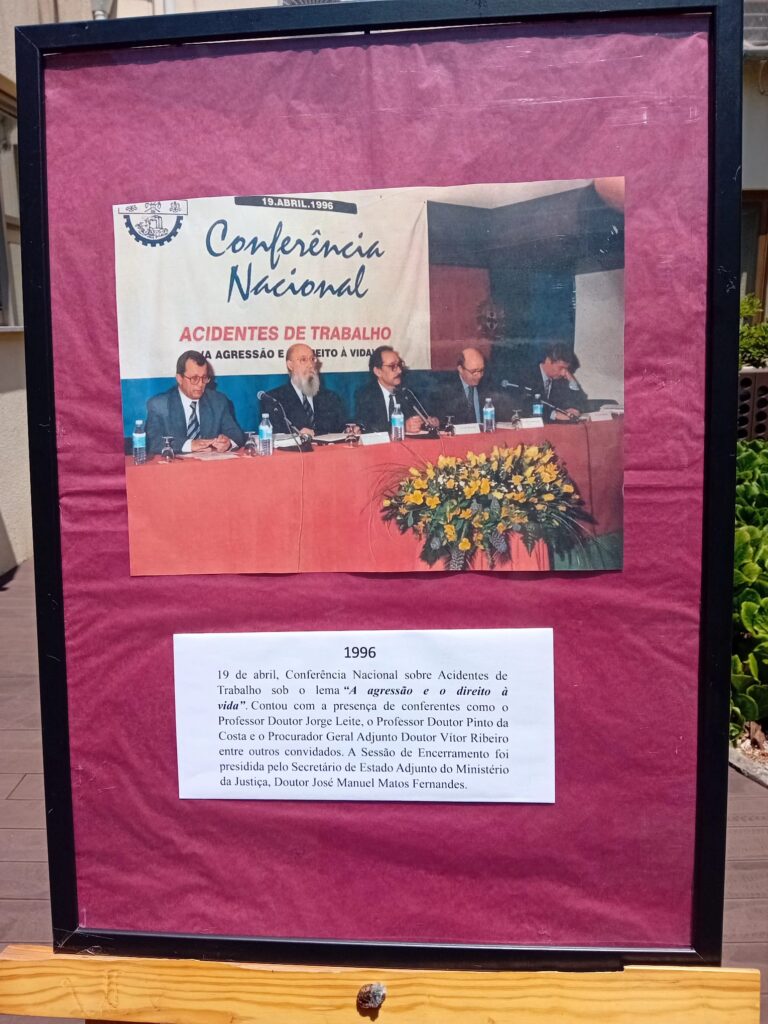 19.ABRIL.1996
Conferência
Nacional
ACIDENTES DE TRABALHO
(A AGRESSÃO E EITO À VIDA)
1996
19 de abril, Conferência Nacional sobre Acidentes de
Trabalho sob o lema "A agressão e o direito à
vida". Contou com a presença de conferentes como o
Professor Doutor Jorge Leite, o Professor Doutor Pinto da
Costa e o Procurador Geral Adjunto Doutor Vítor Ribeiro
entre outros convidados. A Sessão de Encerramento foi
presidida pelo Secretário de Estado Adjunto do Ministério
da Justiça, Doutor José Manuel Matos Fernandes.